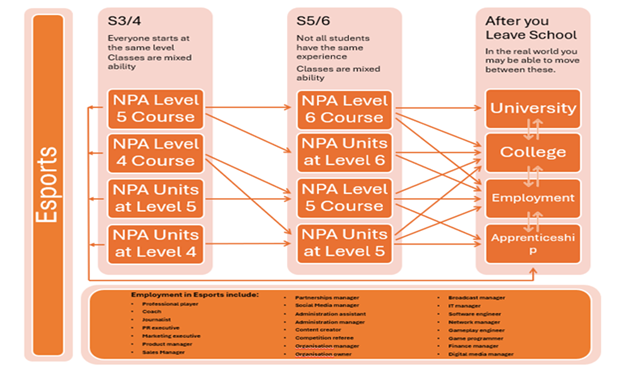 Esports
S3/4
Everyone starts at
the same level
Classes are mixed
ability
NPA Level
5 Course
NPA Level
4 Course
NPA Units
at Level 5
NPA Units
at Level 4
S5/6
Not all students
have the same
experience
Classes are mixed
ability
NPA Level
6 Course
NPA Units
at Level 6
NPA Level
5 Course
NPA Units
at Level 5
After you
Leave School
In the real world you
may be able to move
between these.
University
College
Employment
Apprenticeshi
p
Employment in Esports include:
• Professional player
• Coach
• Journalist
• PR executive
• Marketing executive
• Product manager
• Sales Manager
• Partnerships manager
• Social Media manager
• Administration assistant
• Administration manager
• Content creator
• Competition referee
• Organisation manager
• Organisation owner
• Broadcast manager
• IT manager
• Software engineer
• Network manager
• Gameplay engineer
• Game programmer
• Finance manager
• Digital media manager